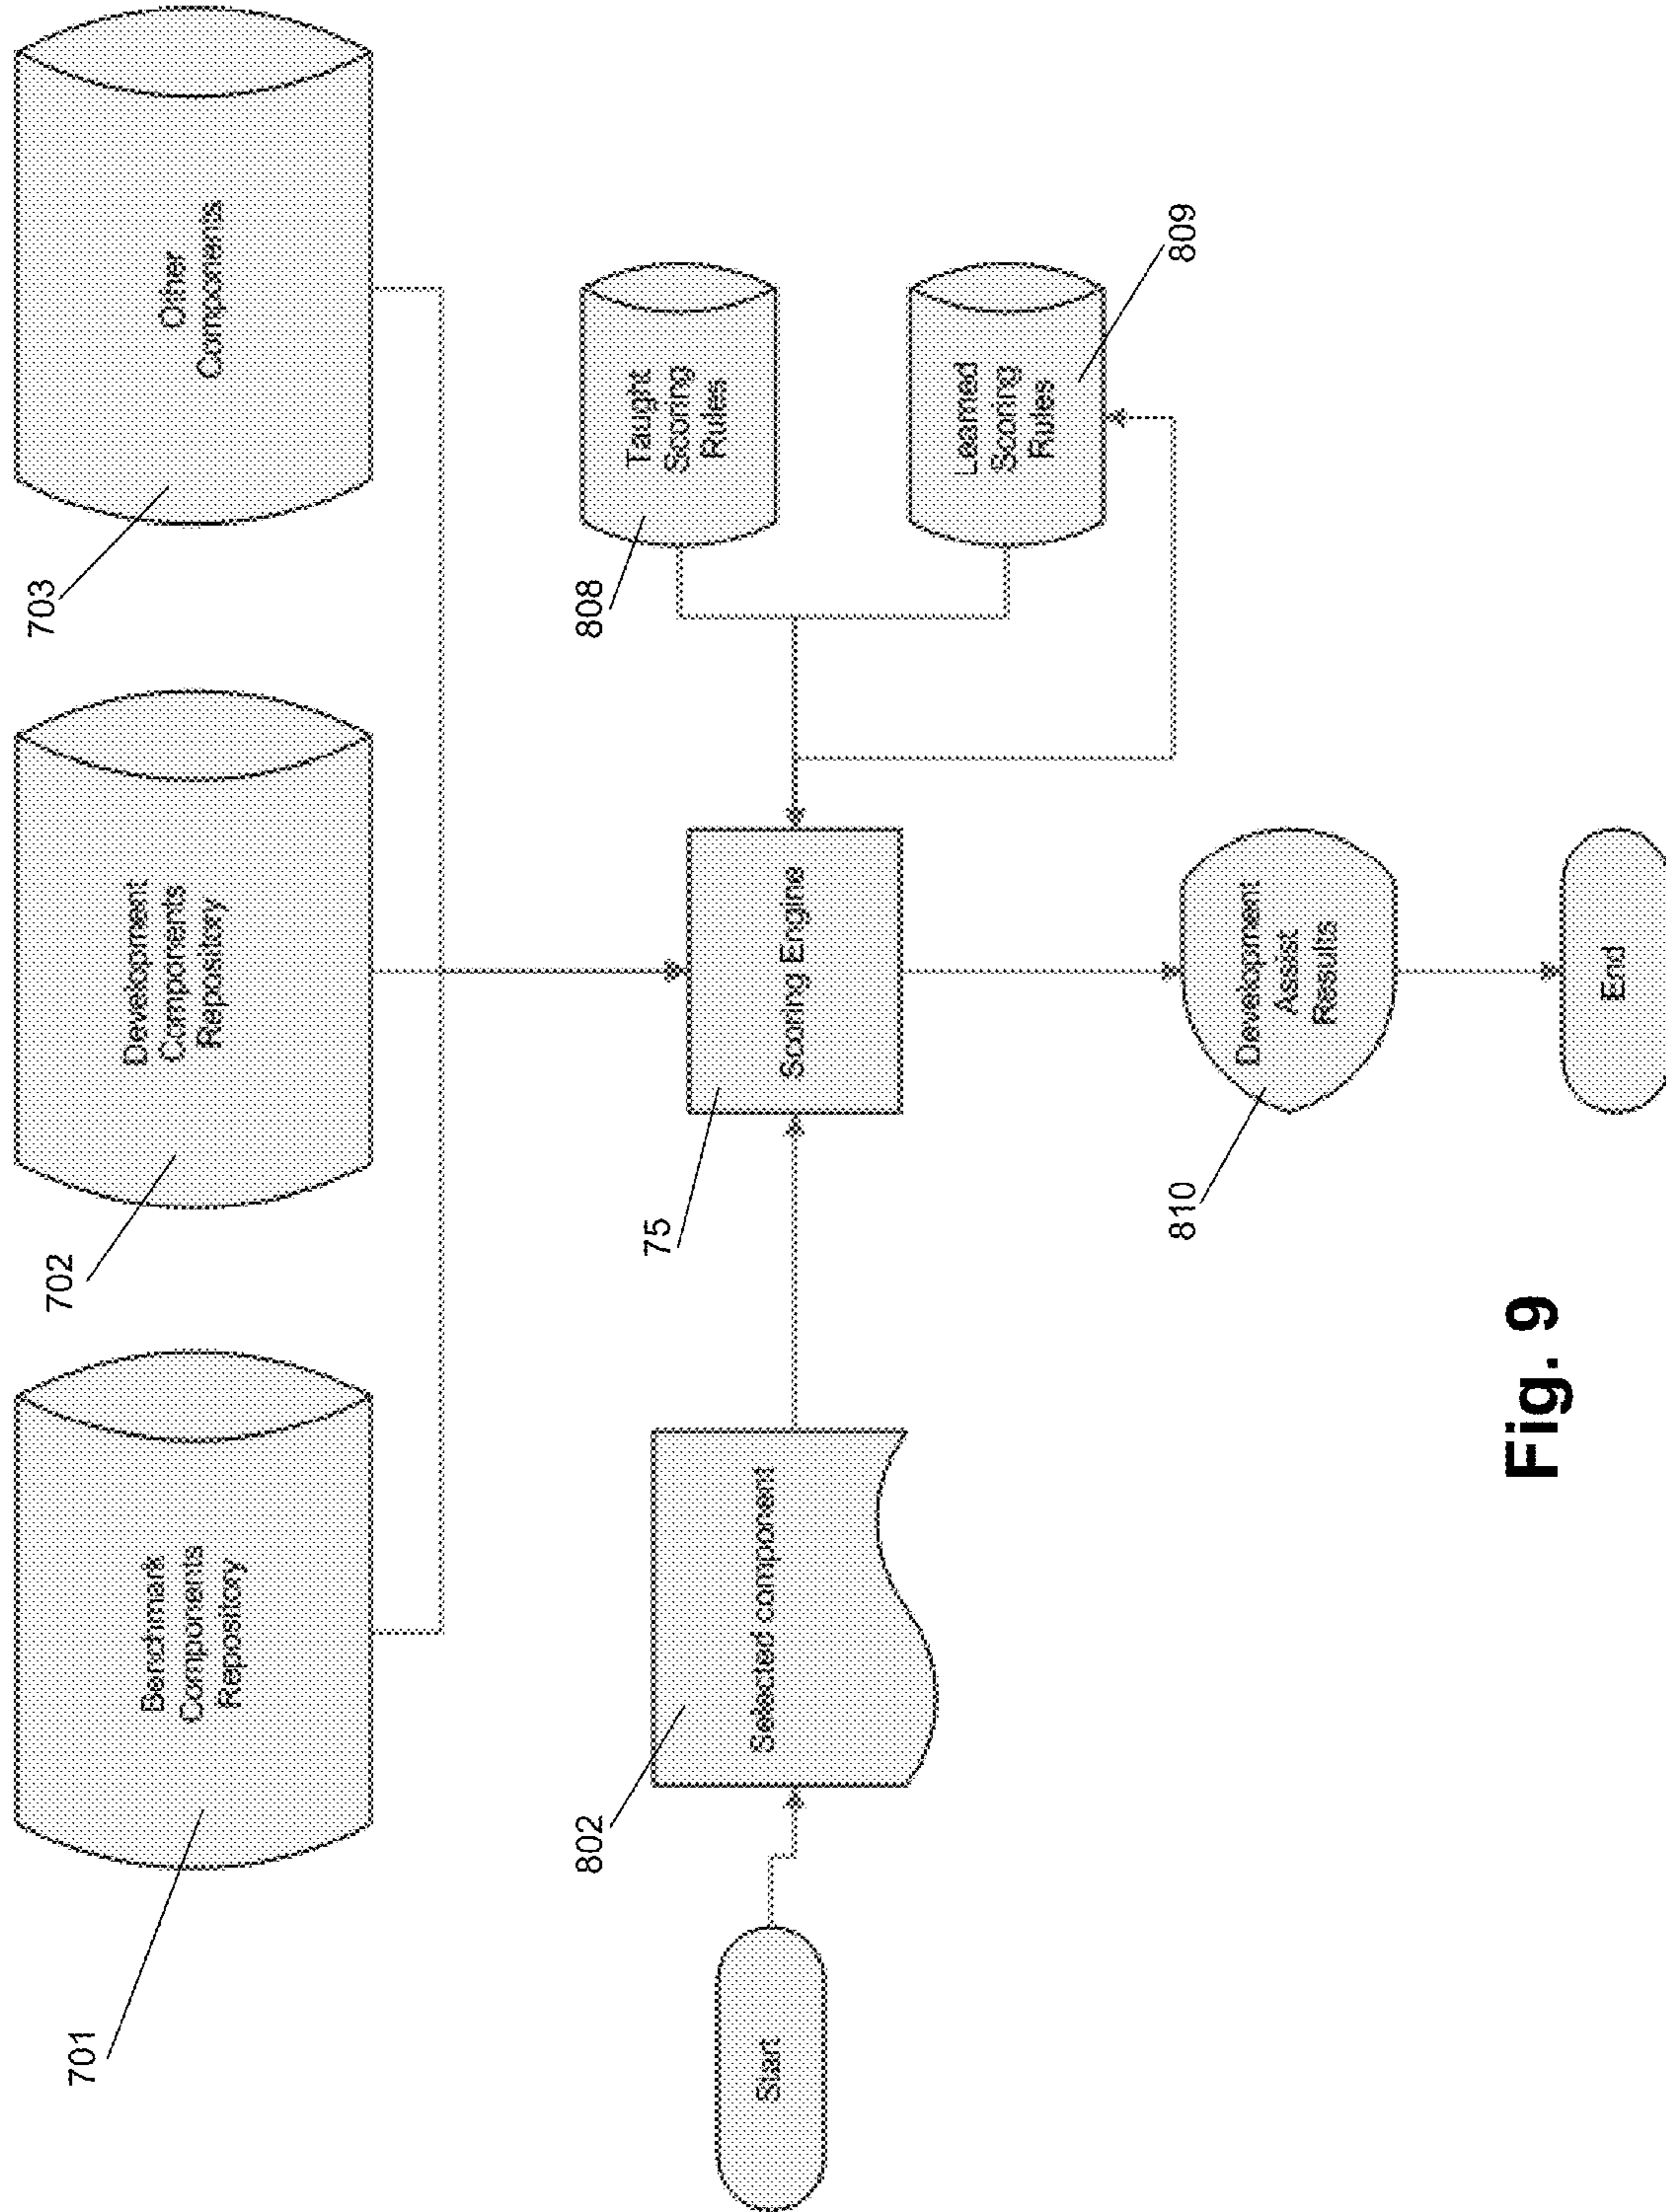 701
Benchmark
Components
Repository
702
Development
Components
Repository
703
Other
Components
Start
802
Selected component
75
Scoring Engine
808
Taught
Scoring
Rules
Learned
Scoring
Rules
809
810
Development
Assist
Results
End
Fig. 9